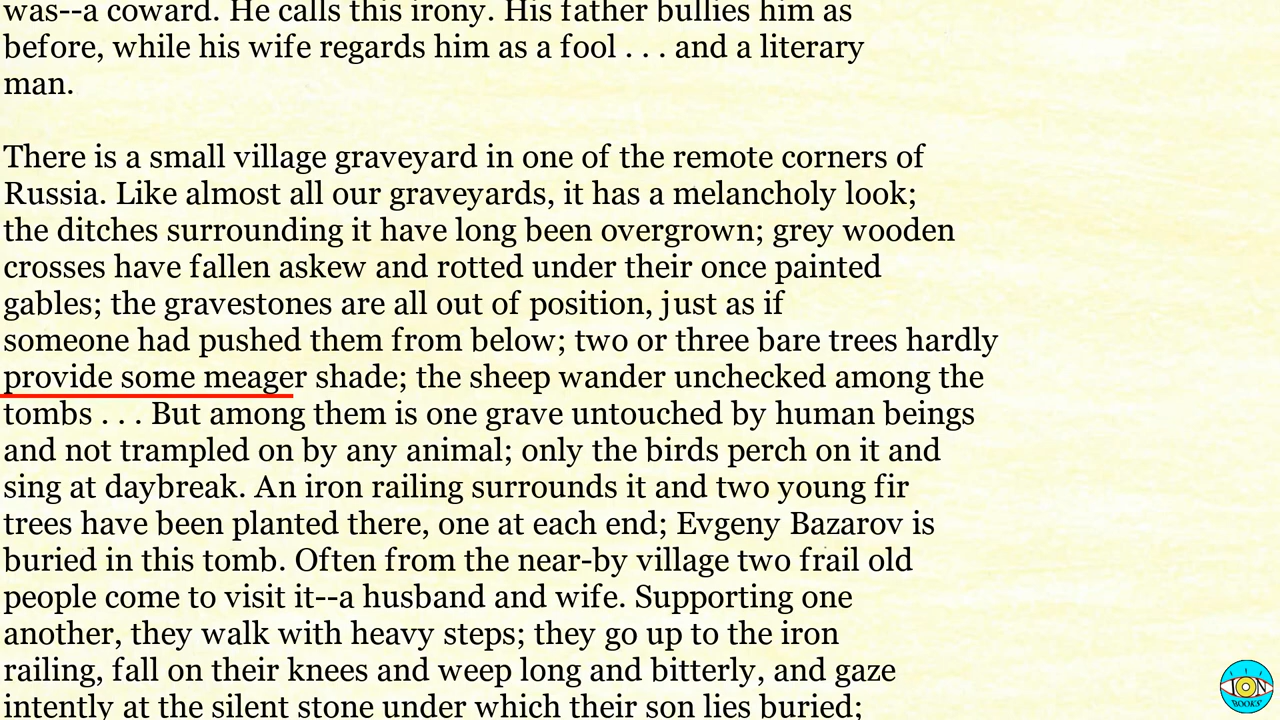 was--a coward. He calls this irony. His father bullies him as
before, while his wife regards him as a fool . . . and a literary
man.
There is a small village graveyard in one of the remote corners of
Russia. Like almost all our graveyards, it has a melancholy look;
the ditches surrounding it have long been overgrown; grey wooden
crosses have fallen askew and rotted under their once painted
gables; the gravestones are all out of position, just as if
someone had pushed them from below; two or three bare trees hardly
provide some meager shade; the sheep wander unchecked among the
tombs . . . But among them is one grave untouched by human beings
and not trampled on by any animal; only the birds perch on it and
sing at daybreak. An iron railing surrounds it and two young fir
trees have been planted there, one at each end; Evgeny Bazarov is
buried in this tomb. Often from the near-by village two frail old
people come to visit it--a husband and wife. Supporting one
another, they walk with heavy steps; they go up to the iron
railing, fall on their knees and weep long and bitterly, and gaze
intently at the silent stone under which their son lies buried;
ION
BOOKS